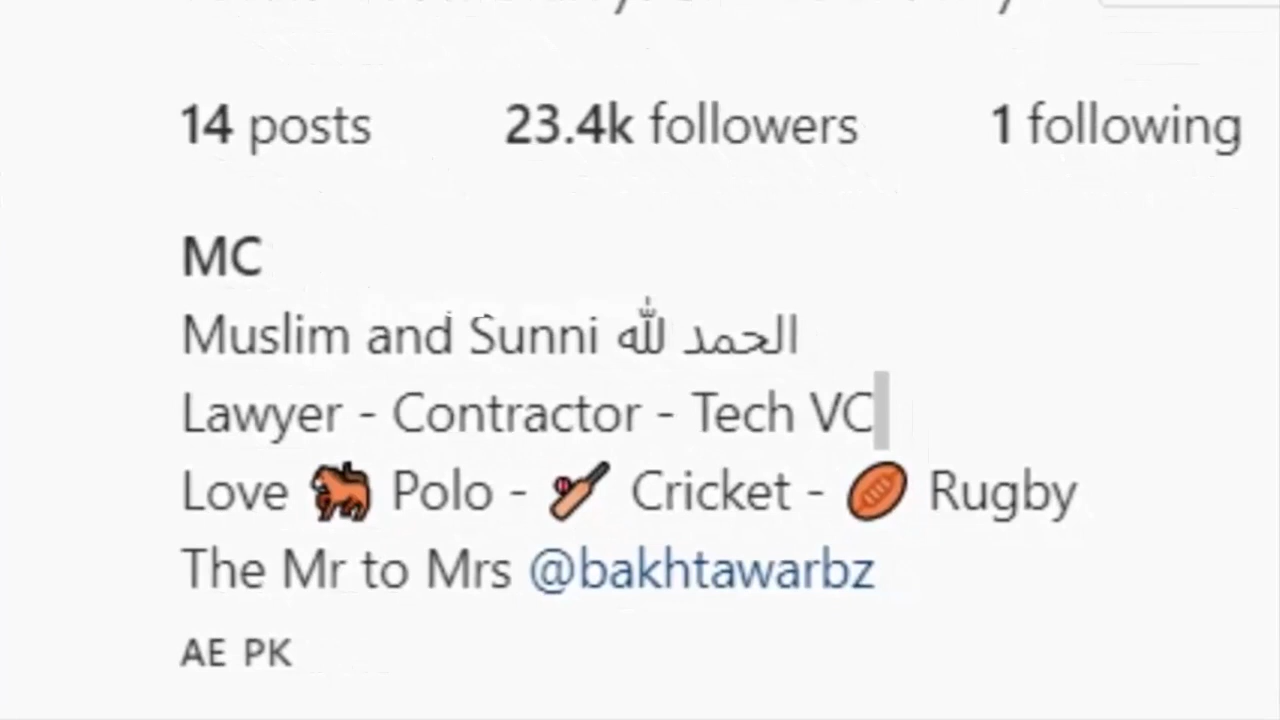 14 posts 23.4k followers 1 following
MC
Muslim and Sunni الحمد لله
Lawyer - Contractor - Tech VC
Love 🐎 Polo - 🏏 Cricket - 🏉 Rugby
The Mr to Mrs @bakhtawarbz
AE PK